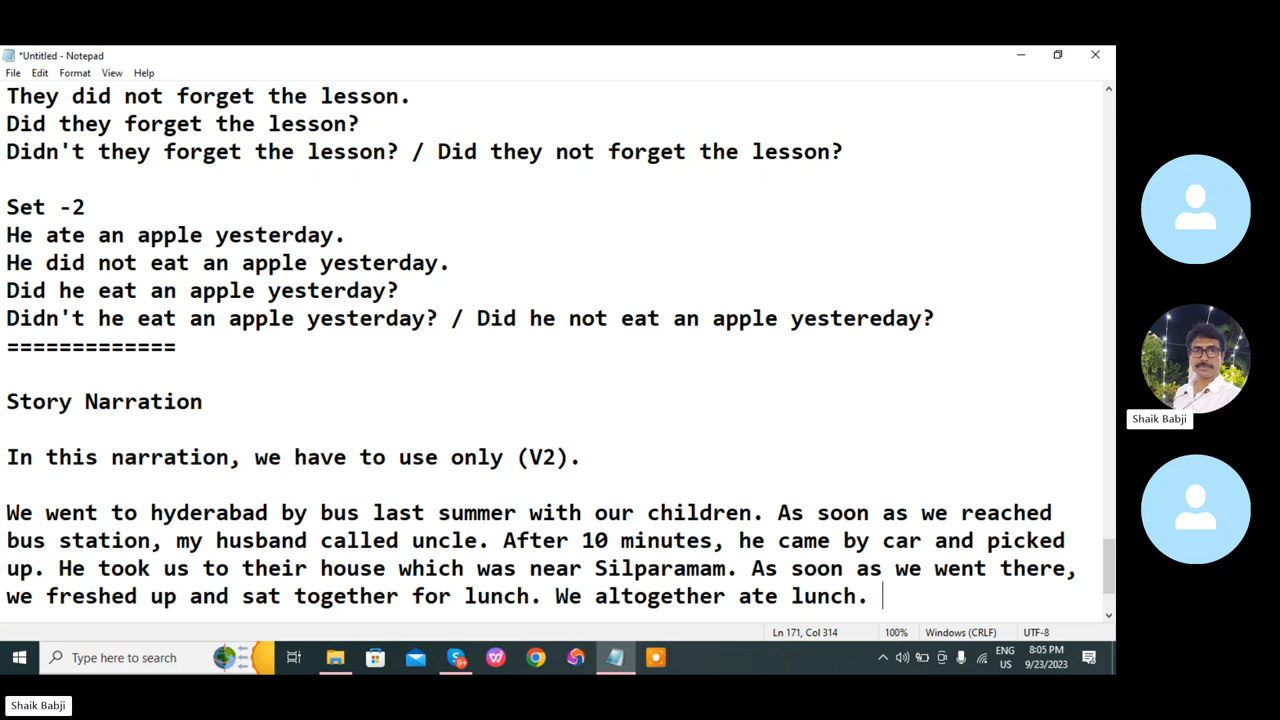 *Untitled - Notepad
File Edit Format View Help
They did not forget the lesson.
Did they forget the lesson?
Didn't they forget the lesson? / Did they not forget the lesson?
Set -2
He ate an apple yesterday.
He did not eat an apple yesterday.
Did he eat an apple yesterday?
Didn't he eat an apple yesterday? / Did he not eat an apple yestereday?
=============
Story Narration
In this narration, we have to use only (V2).
We went to hyderabad by bus last summer with our children. As soon as we reached
bus station, my husband called uncle. After 10 minutes, he came by car and picked
up. He took us to their house which was near Silparamam. As soon as we went there,
we freshed up and sat together for lunch. We altogether ate lunch.
Shaik Babji
Ln 171, Col 314 100% Windows (CRLF) UTF-8
Type here to search
ENG
US
8:05 PM
9/23/2023
Shaik Babji